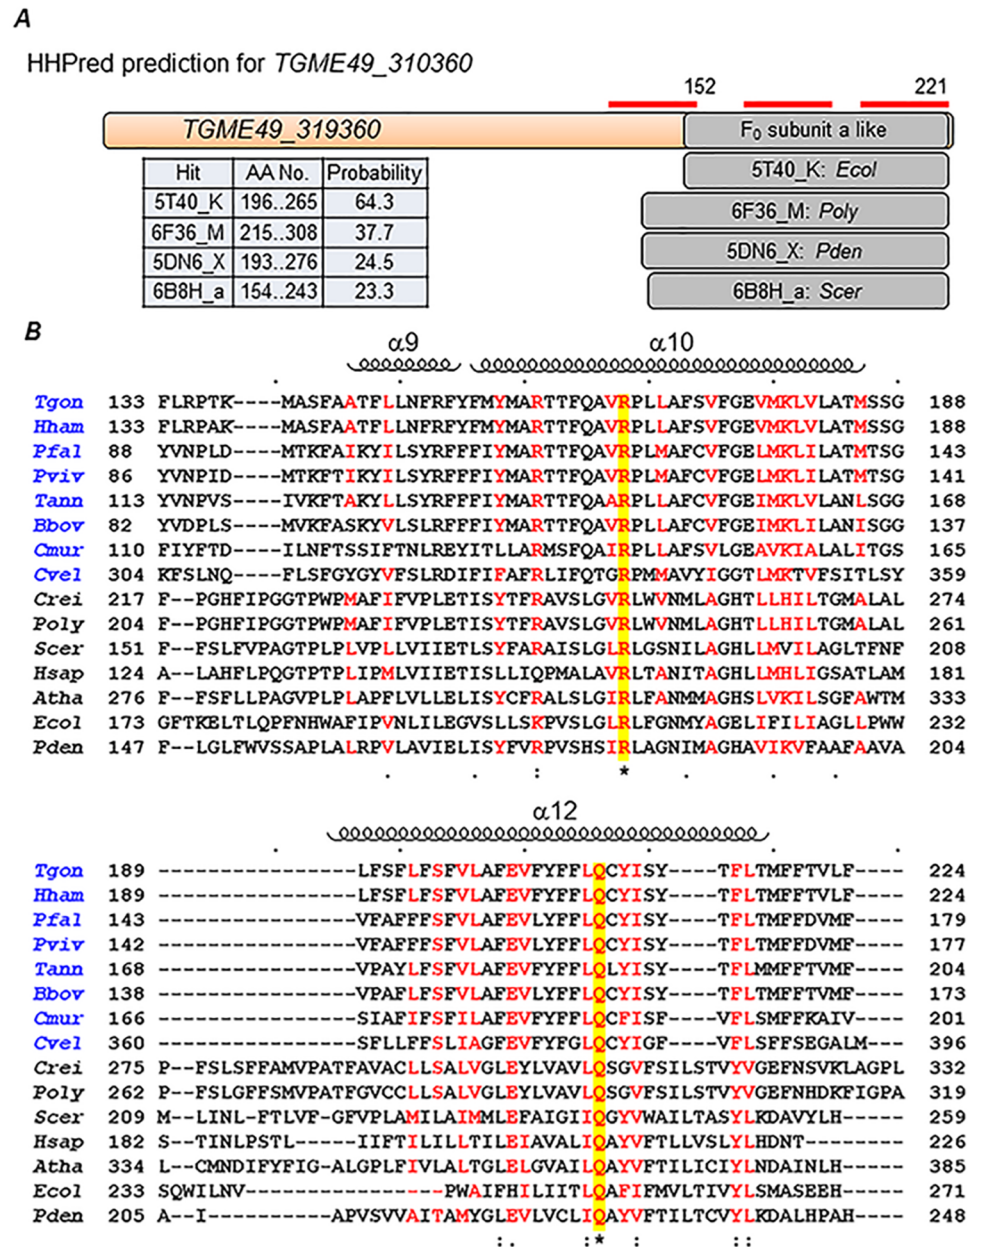 A
HHPred prediction for TGME49_310360
152 221
TGME49_319360 F0 subunit a like
Hit AA No. Probability
5T40_K 196..265 64.3
6F36_M 215..308 37.7
5DN6_X 193..276 24.5
6B8H_a 154..243 23.3
5T40_K: Ecol
6F36_M: Poly
5DN6_X: Pden
6B8H_a: Scer
B
α9 α10
Tgon 133 FLRPTK----MASFAATFLLNFRFYFMYMARTTFQAVRPLLAFSVFGEVMKLVLATMSSG 188
Hham 133 FLRPAK----MASFAATFLLNFRFYFMYMARTTFQAVRPLLAFSVFGEVMKLVLATMSSG 188
Pfal 88 YVNPLD----MTKFAIKYILSYRFFFIYMARTTFQAVRPLMAFCVFGEIMKLILATMTSG 143
Pviv 86 YVNPID----MTKFTIKYILSYRFFFIYMARTTFQAVRPLMAFCVFGEIMKLILATMTSG 141
Tann 113 YVNPVS----IVKFTAKYLLSYRFFFIYMARTTFQAARPLLAFCVFGEIMKLVLANLSGG 168
Bbov 82 YVDPLS----MVKFASKYVLSLRFFFIYMARTTFQAVRPLLAFCVFGEIMKLILANISGG 137
Cmur 110 FIYFTD----ILNFTSSIFTNLREYITLLARMSFQAIRPLLAFSVLGEAVKIALALITGS 165
Cvel 304 KFSLNQ----FLSFGYGYVFSLRDIFIFAFRLIFQTGRPMMAVYIGGTLMKTVFSITLSY 359
Crei 217 F--PGHFIPGGTPWPMAFIFVPLETISYTFRAVSLGVRLWVNMLAGHTLLHILTGMALAL 274
Poly 204 F--PGHFIPGGTPWPMAFIFVPLETISYTFRAVSLGVRLWVNMLAGHTLLHILTGMALAL 261
Scer 151 F--FSLFVPAGTPLPLVPLLVIIETLSYFARAISLGLRLGSNILAGHLLMVILAGLTFNF 208
Hsap 124 A--LAHFLPQGTPTPLIPMLVIIETISLLIQPMALAVRLTANITAGHLLMHLIGSATLAM 181
Atha 276 F--FSFLLPAGVPLPLAPFLVLLELISYCFRALSLGIRLFANMMAGHSLVKILSGFAWTM 333
Ecol 173 GFTKELTLQPFNHWAFIPVNLILEGVSLLSKPVSLGLRLFGNMYAGELIFILIAGLLPWW 232
Pden 147 F--LGLFWVSSAPLALRPVLAVIELISYFVRPVSHSIRLAGNIMAGHAVIKVFAAFAAVA 204
. . : * . . .
α12
Tgon 189 ----------------LFSFLFSFVLAFEVFYFFLQCYISY----TFLTMFFTVLF---- 224
Hham 189 ----------------LFSFLFSFVLAFEVFYFFLQCYISY----TFLTMFFTVLF---- 224
Pfal 143 ----------------VFAFFFSFVLAFEVLYFFLQCYISY----TFLTMFFDVMF---- 179
Pviv 142 ----------------VFAFFFSFVLAFEVLYFFLQCYISY----TFLTMFFDVMF---- 177
Tann 168 ----------------VPAYLFSFVLAFEVFYFFLQLYISY----TFLMMFFTVMF---- 204
Bbov 138 ----------------VPAFLFSFVLAFEVLYFFLQCYISY----TFLTMFFTVMF---- 173
Cmur 166 ----------------SIAFIFSFILAFEVFYFFLQCFISF----VFLSMFFKAIV---- 201
Cvel 360 ----------------SFLLFFSLIAGFEVFYFGLQCYIGF----VFLSFFSEGALM--- 396
Crei 275 P--FSLSFFAMVPATFAVACLLSALVGLEYLVAVLQSGVFSILSTVYVGEFNSVKLAGPL 332
Poly 262 P--FSLGFFSMVPATFGVCCLLSALVGLEYLVAVLQSGVFSILSTVYVGEFNHDKFIGPA 319
Scer 209 M--LINL-FTLVF-GFVPLAMILAIMMLEFAIGIIQGYVWAILTASYLKDAVYLH----- 259
Hsap 182 S--TINLPSTL-----IIFTILILLTILEIAVALIQAYVFTLLVSLYLHDNT-------- 226
Atha 334 L--CMNDIFYFIG-ALGPLFIVLALTGLELGVAILQAYVFTILICIYLNDAINLH----- 385
Ecol 233 SQWILNV----------------PWAIFHILIITLQAFIFMVLTIVYLSMASEEH----- 271
Pden 205 A--I----------APVSVVAITAMYGLEVLVCLIQAYVFTILTCVYLKDALHPAH---- 248
:. :* : ::